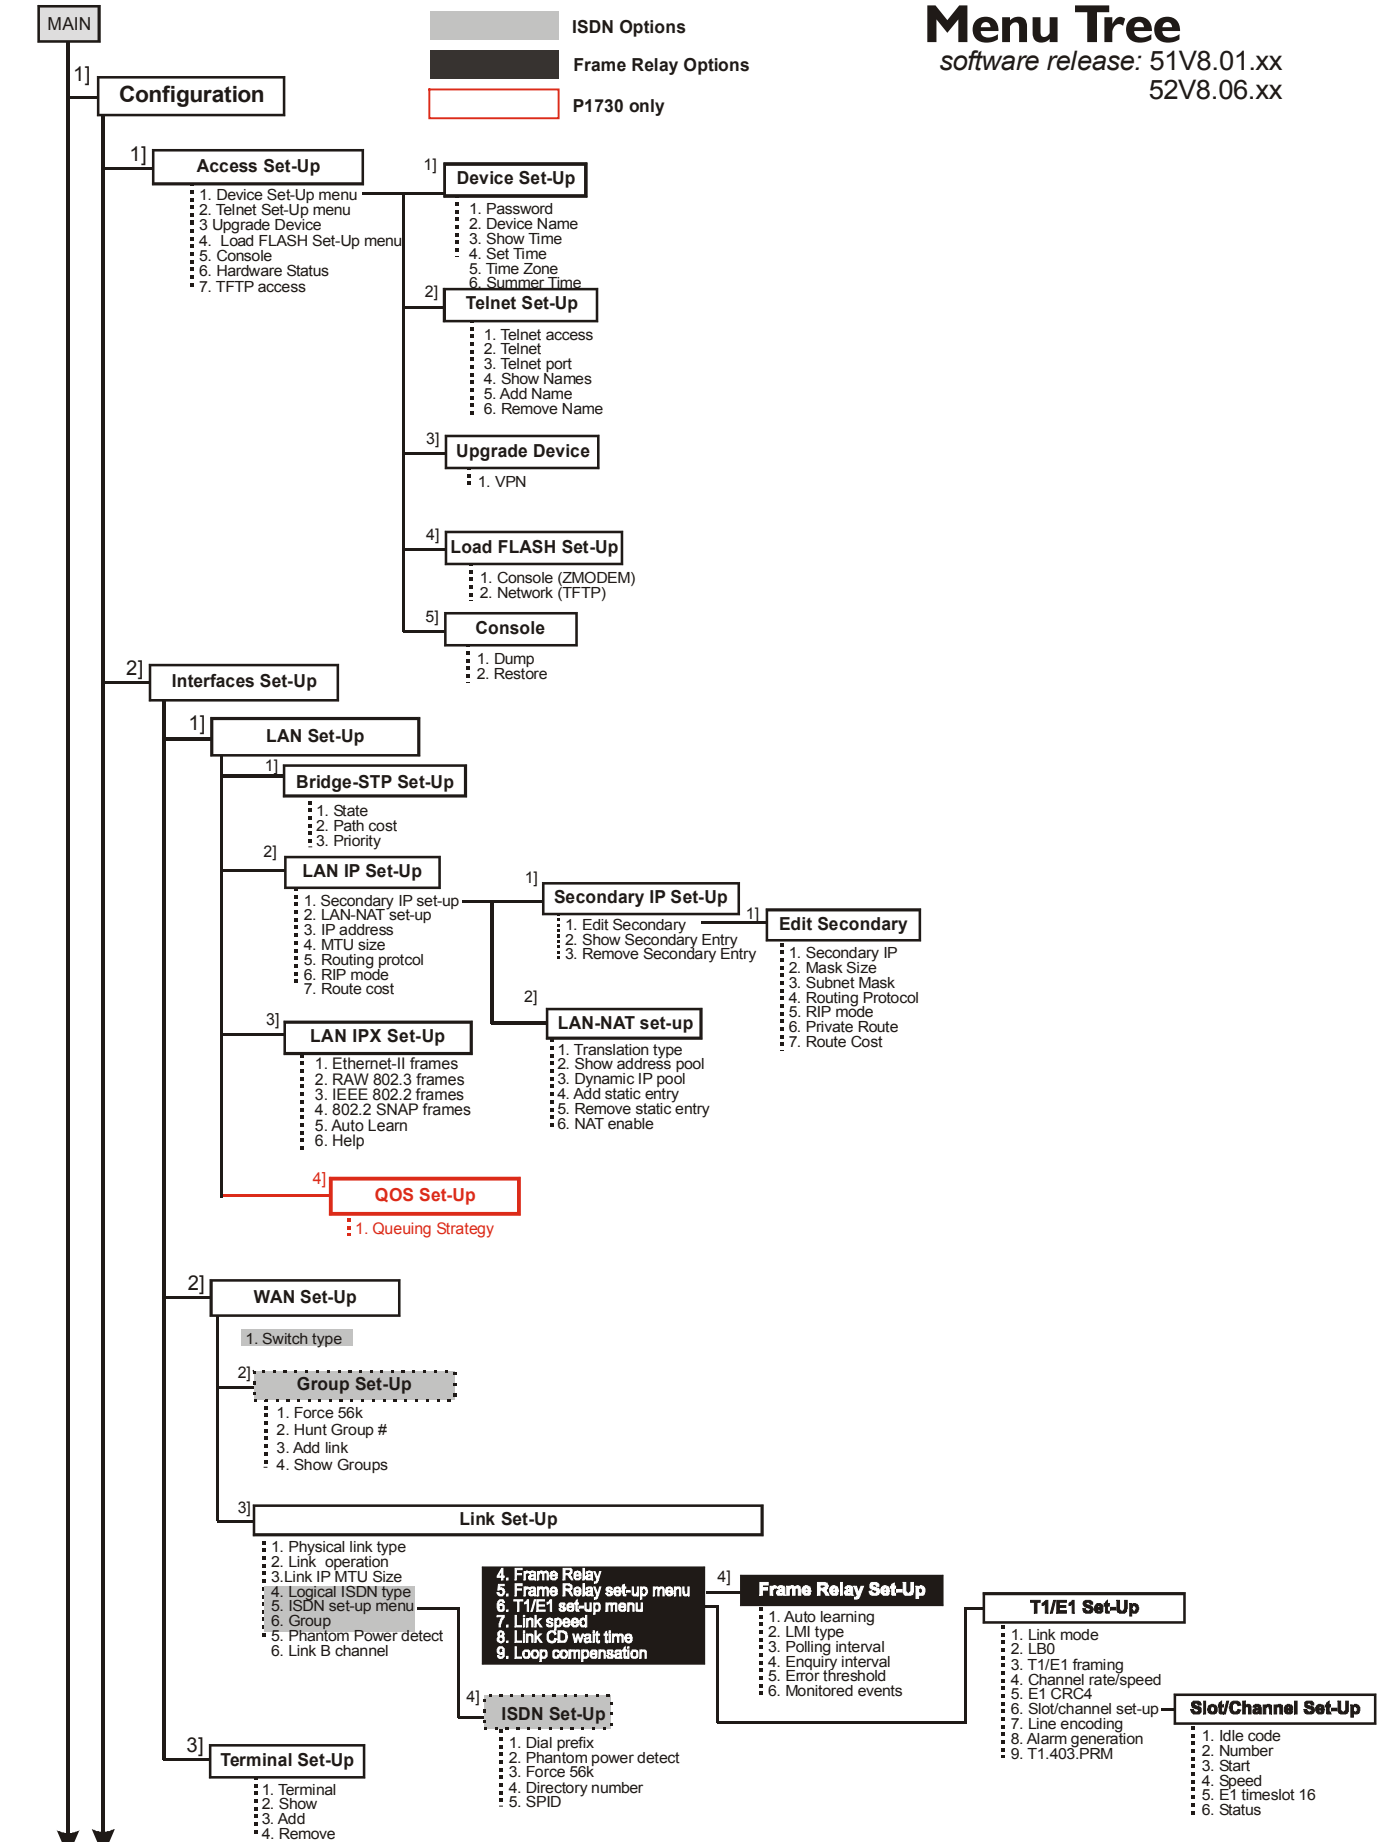 MAIN
ISDN Options
Frame Relay Options
P1730 only
Menu Tree
software release: 51V8.01.xx
52V8.06.xx
1]
Configuration
1]
Access Set-Up
1. Device Set-Up menu
2. Telnet Set-Up menu
3 Upgrade Device
4. Load FLASH Set-Up menu
5. Console
6. Hardware Status
7. TFTP access
1]
Device Set-Up
1. Password
2. Device Name
3. Show Time
4. Set Time
5. Time Zone
6. Summer Time
2]
Telnet Set-Up
1. Telnet access
2. Telnet
3. Telnet port
4. Show Names
5. Add Name
6. Remove Name
3]
Upgrade Device
1. VPN
4]
Load FLASH Set-Up
1. Console (ZMODEM)
2. Network (TFTP)
5]
Console
1. Dump
2. Restore
2]
Interfaces Set-Up
1]
LAN Set-Up
1]
Bridge-STP Set-Up
1. State
2. Path cost
3. Priority
2]
LAN IP Set-Up
1. Secondary IP set-up
2. LAN-NAT set-up
3. IP address
4. MTU size
5. Routing protcol
6. RIP mode
7. Route cost
1]
Secondary IP Set-Up
1. Edit Secondary
2. Show Secondary Entry
3. Remove Secondary Entry
1]
Edit Secondary
1. Secondary IP
2. Mask Size
3. Subnet Mask
4. Routing Protocol
5. RIP mode
6. Private Route
7. Route Cost
2]
LAN-NAT set-up
1. Translation type
2. Show address pool
3. Dynamic IP pool
4. Add static entry
5. Remove static entry
6. NAT enable
3]
LAN IPX Set-Up
1. Ethernet-II frames
2. RAW 802.3 frames
3. IEEE 802.2 frames
4. 802.2 SNAP frames
5. Auto Learn
6. Help
4]
QOS Set-Up
1. Queuing Strategy
2]
WAN Set-Up
1. Switch type
2]
Group Set-Up
1. Force 56k
2. Hunt Group #
3. Add link
4. Show Groups
3]
Link Set-Up
1. Physical link type
2. Link operation
3.Link IP MTU Size
4. Logical ISDN type
5. ISDN set-up menu
6. Group
5. Phantom Power detect
6. Link B channel
4. Frame Relay
5. Frame Relay set-up menu
6. T1/E1 set-up menu
7. Link speed
8. Link CD wait time
9. Loop compensation
4]
Frame Relay Set-Up
1. Auto learning
2. LMI type
3. Polling interval
4. Enquiry interval
5. Error threshold
6. Monitored events
T1/E1 Set-Up
1. Link mode
2. LB0
3. T1/E1 framing
4. Channel rate/speed
5. E1 CRC4
6. Slot/channel set-up
7. Line encoding
8. Alarm generation
9. T1.403.PRM
Slot/Channel Set-Up
1. Idle code
2. Number
3. Start
4. Speed
5. E1 timeslot 16
6. Status
4]
ISDN Set-Up
1. Dial prefix
2. Phantom power detect
3. Force 56k
4. Directory number
5. SPID
3]
Terminal Set-Up
1. Terminal
2. Show
3. Add
4. Remove